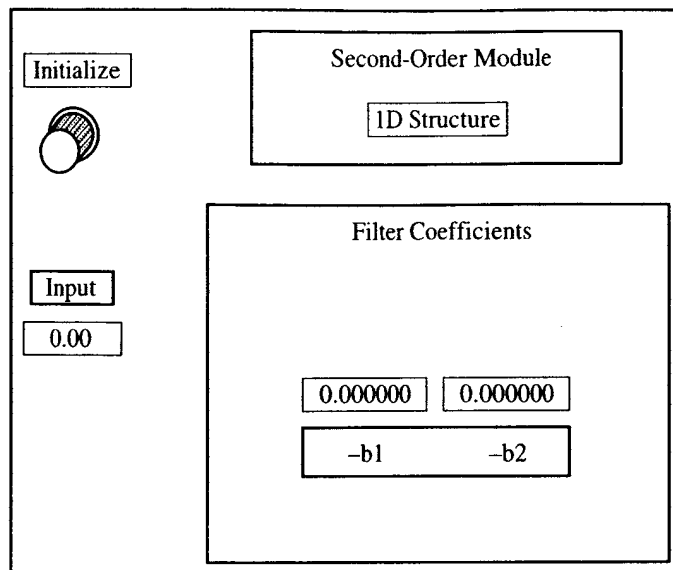 Initialize
Second-Order Module
1D Structure
Filter Coefficients
Input
0.00
0.000000 0.000000
–b1 –b2